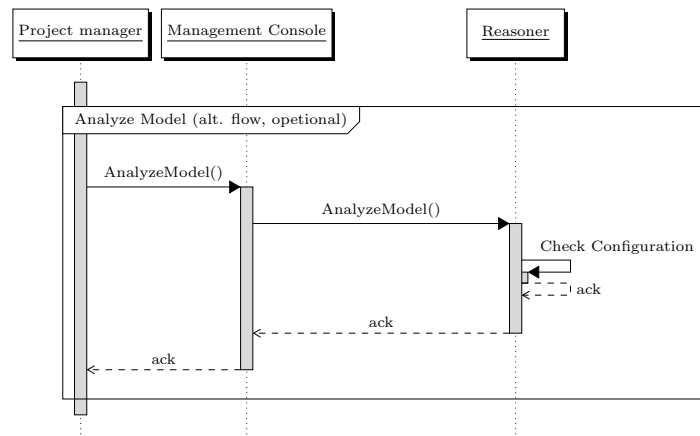 Project manager
Management Console
Reasoner
Analyze Model (alt. flow, opetional)
AnalyzeModel()
AnalyzeModel()
Check Configuration
ack
ack
ack